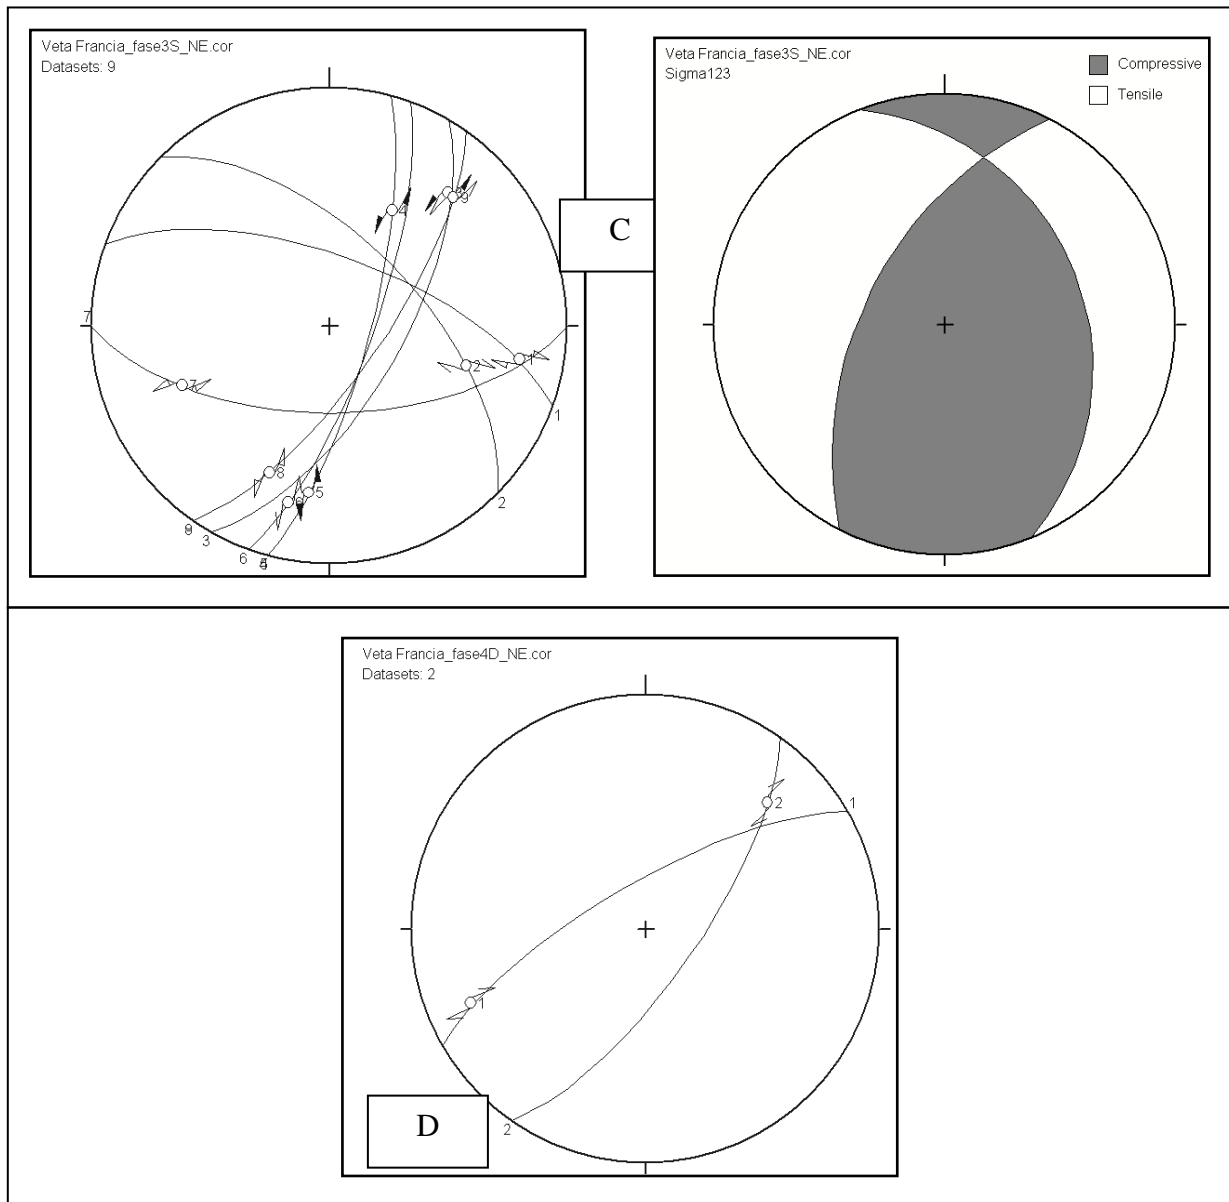 Veta Francia_fase3S_NE.cor
Datasets: 9
4
9
7
7
2
1
1
8
5
6
2
9
3
6
C
Veta Francia_fase3S_NE.cor
Sigma123
Compressive
Tensile
Veta Francia_fase4D_NE.cor
Datasets: 2
2
1
1
2
D